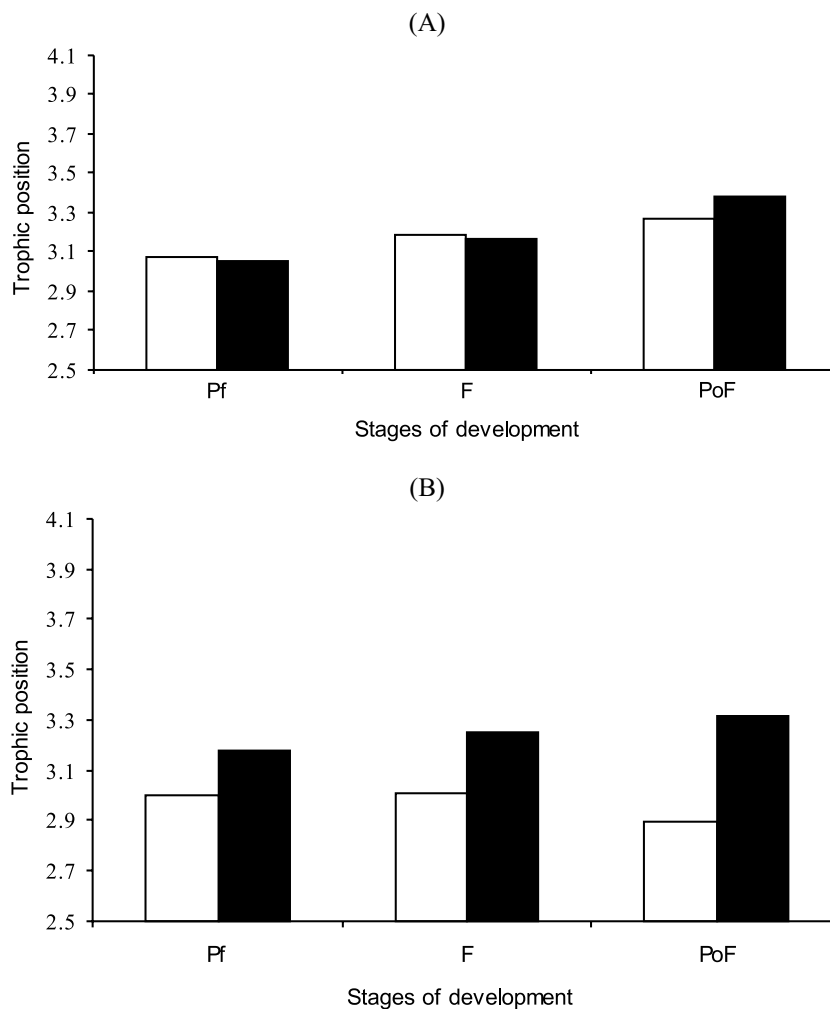 (A)
4.1
3.9
3.7
3.5
3.3
3.1
2.9
2.7
2.5
Trophic position
Pf F PoF
Stages of development
(B)
4.1
3.9
3.7
3.5
3.3
3.1
2.9
2.7
2.5
Trophic position
Pf F PoF
Stages of development